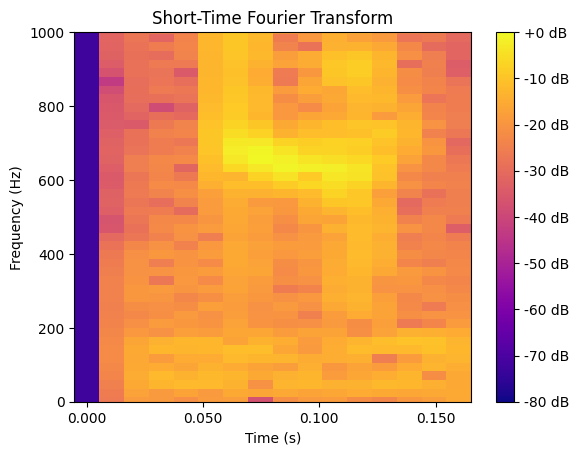 Short-Time Fourier Transform
1000
800
600
400
200
0
Frequency (Hz)
0.000
0.050
0.100
0.150
Time (s)
+0 dB
-10 dB
-20 dB
-30 dB
-40 dB
-50 dB
-60 dB
-70 dB
-80 dB